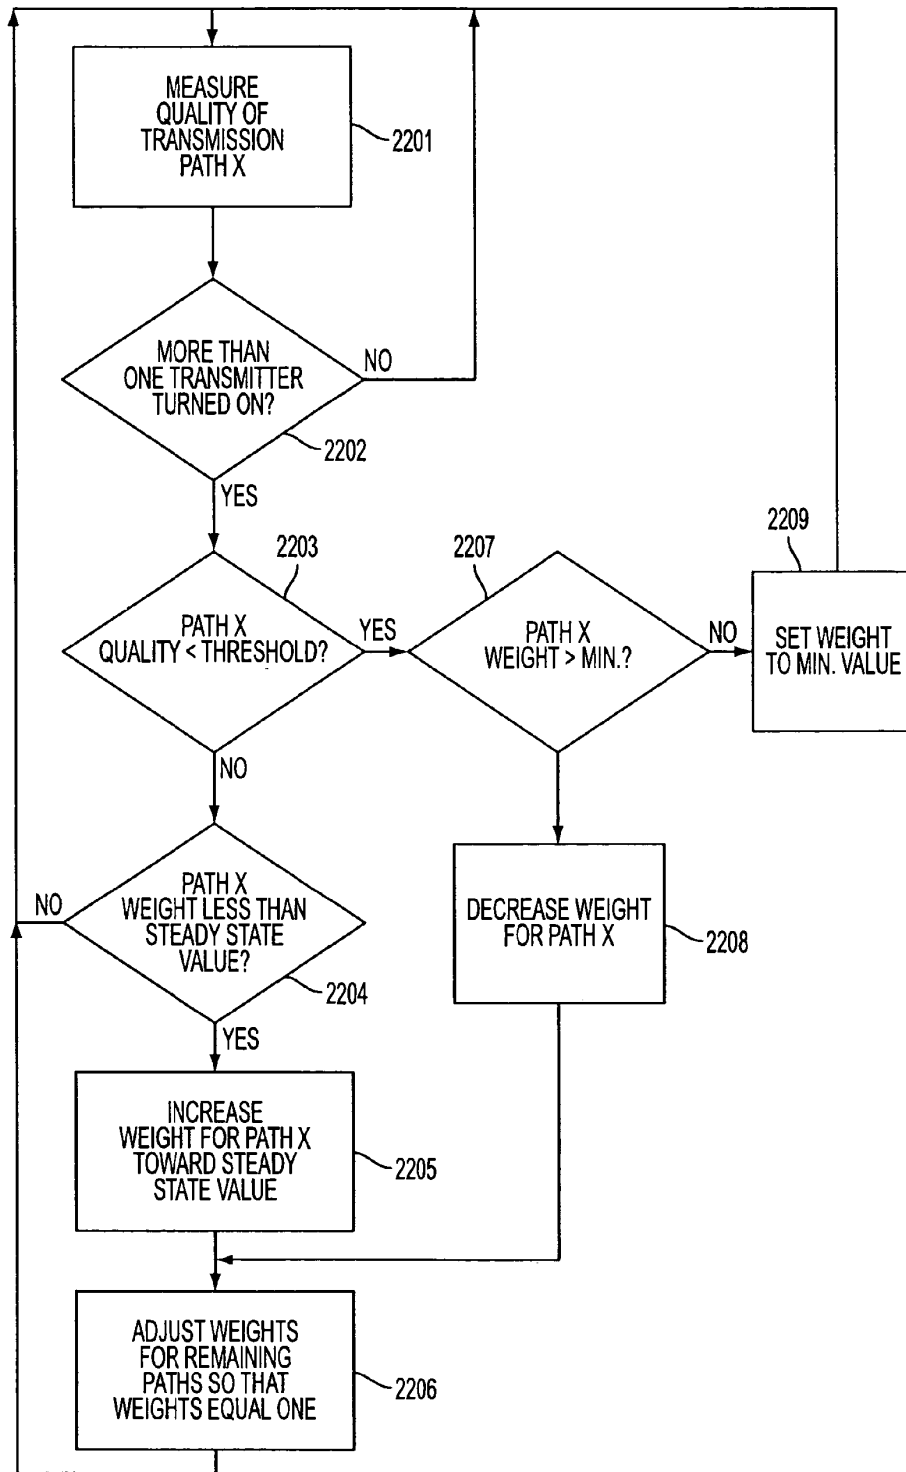 MEASURE
QUALITY OF
TRANSMISSION
PATH X
2201
MORE THAN
ONE TRANSMITTER
TURNED ON?
NO
2202
YES
2203
PATH X
QUALITY < THRESHOLD?
YES
2207
PATH X
WEIGHT > MIN.?
NO
2209
SET WEIGHT
TO MIN. VALUE
NO
PATH X
WEIGHT LESS THAN
STEADY STATE
VALUE?
NO
2204
YES
DECREASE WEIGHT
FOR PATH X
2208
INCREASE
WEIGHT FOR PATH X
TOWARD STEADY
STATE VALUE
2205
ADJUST WEIGHTS
FOR REMAINING
PATHS SO THAT
WEIGHTS EQUAL ONE
2206